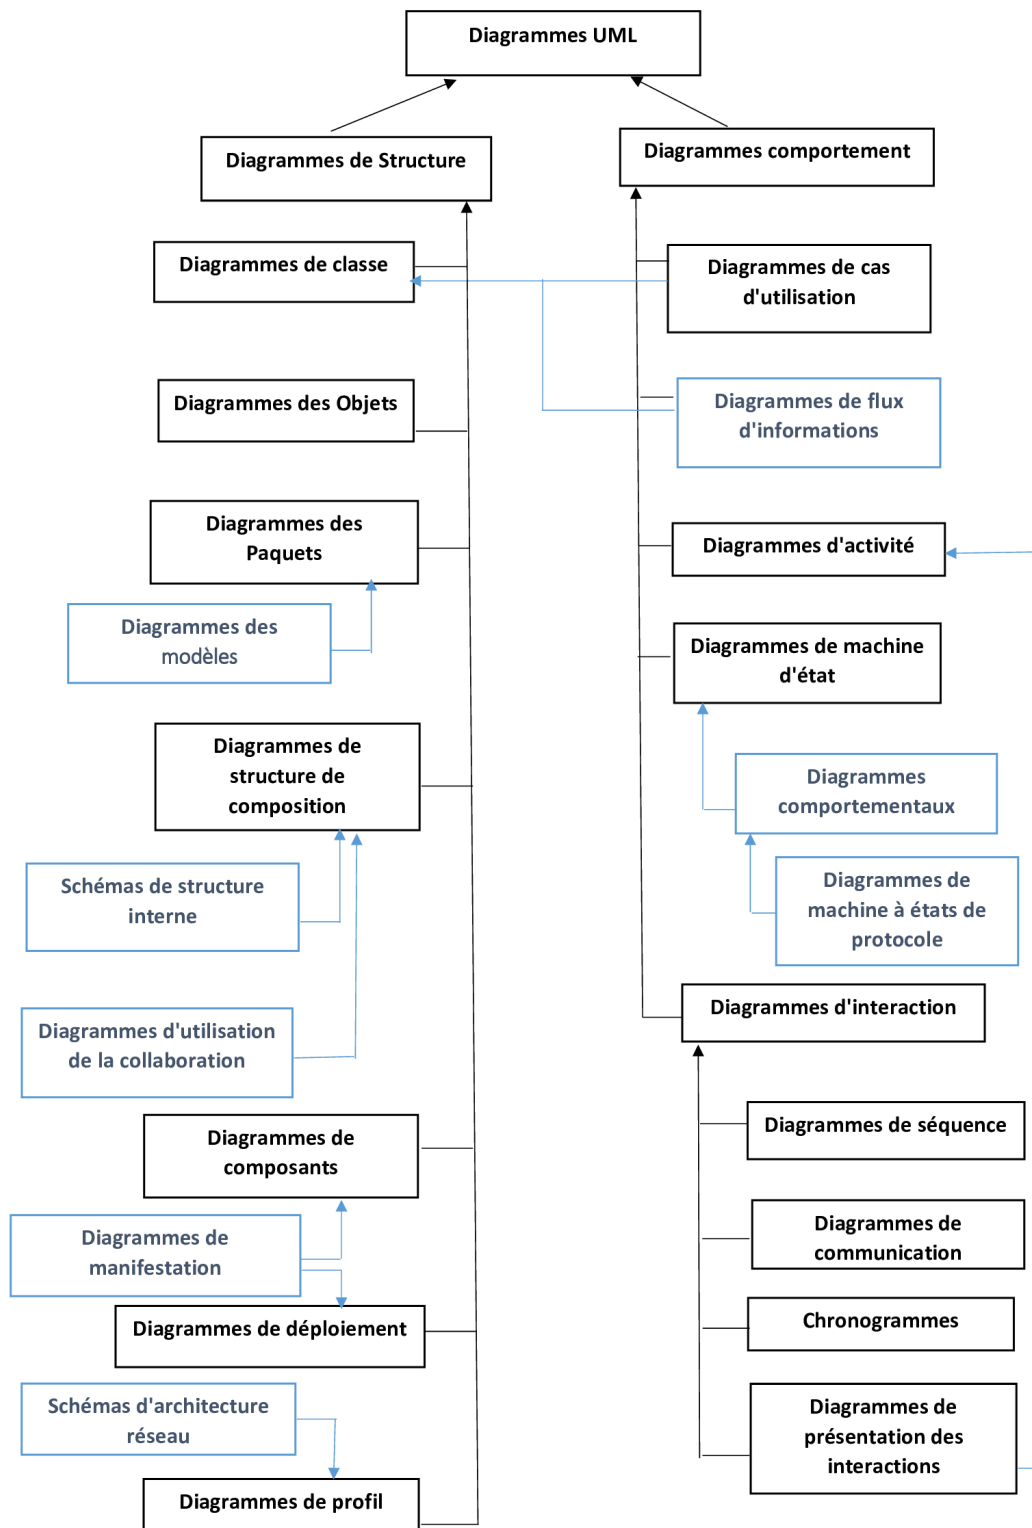 Diagrammes UML
Diagrammes de Structure
Diagrammes comportement
Diagrammes de classe
Diagrammes de cas
d'utilisation
Diagrammes des Objets
Diagrammes de flux
d'informations
Diagrammes des
Paquets
Diagrammes d'activité
Diagrammes des
modèles
Diagrammes de machine
d'état
Diagrammes de
structure de
composition
Diagrammes
comportementaux
Schémas de structure
interne
Diagrammes de
machine à états de
protocole
Diagrammes d'utilisation
de la collaboration
Diagrammes d'interaction
Diagrammes de
composants
Diagrammes de séquence
Diagrammes de
manifestation
Diagrammes de
communication
Diagrammes de déploiement
Chronogrammes
Schémas d'architecture
réseau
Diagrammes de
présentation des
interactions
Diagrammes de profil